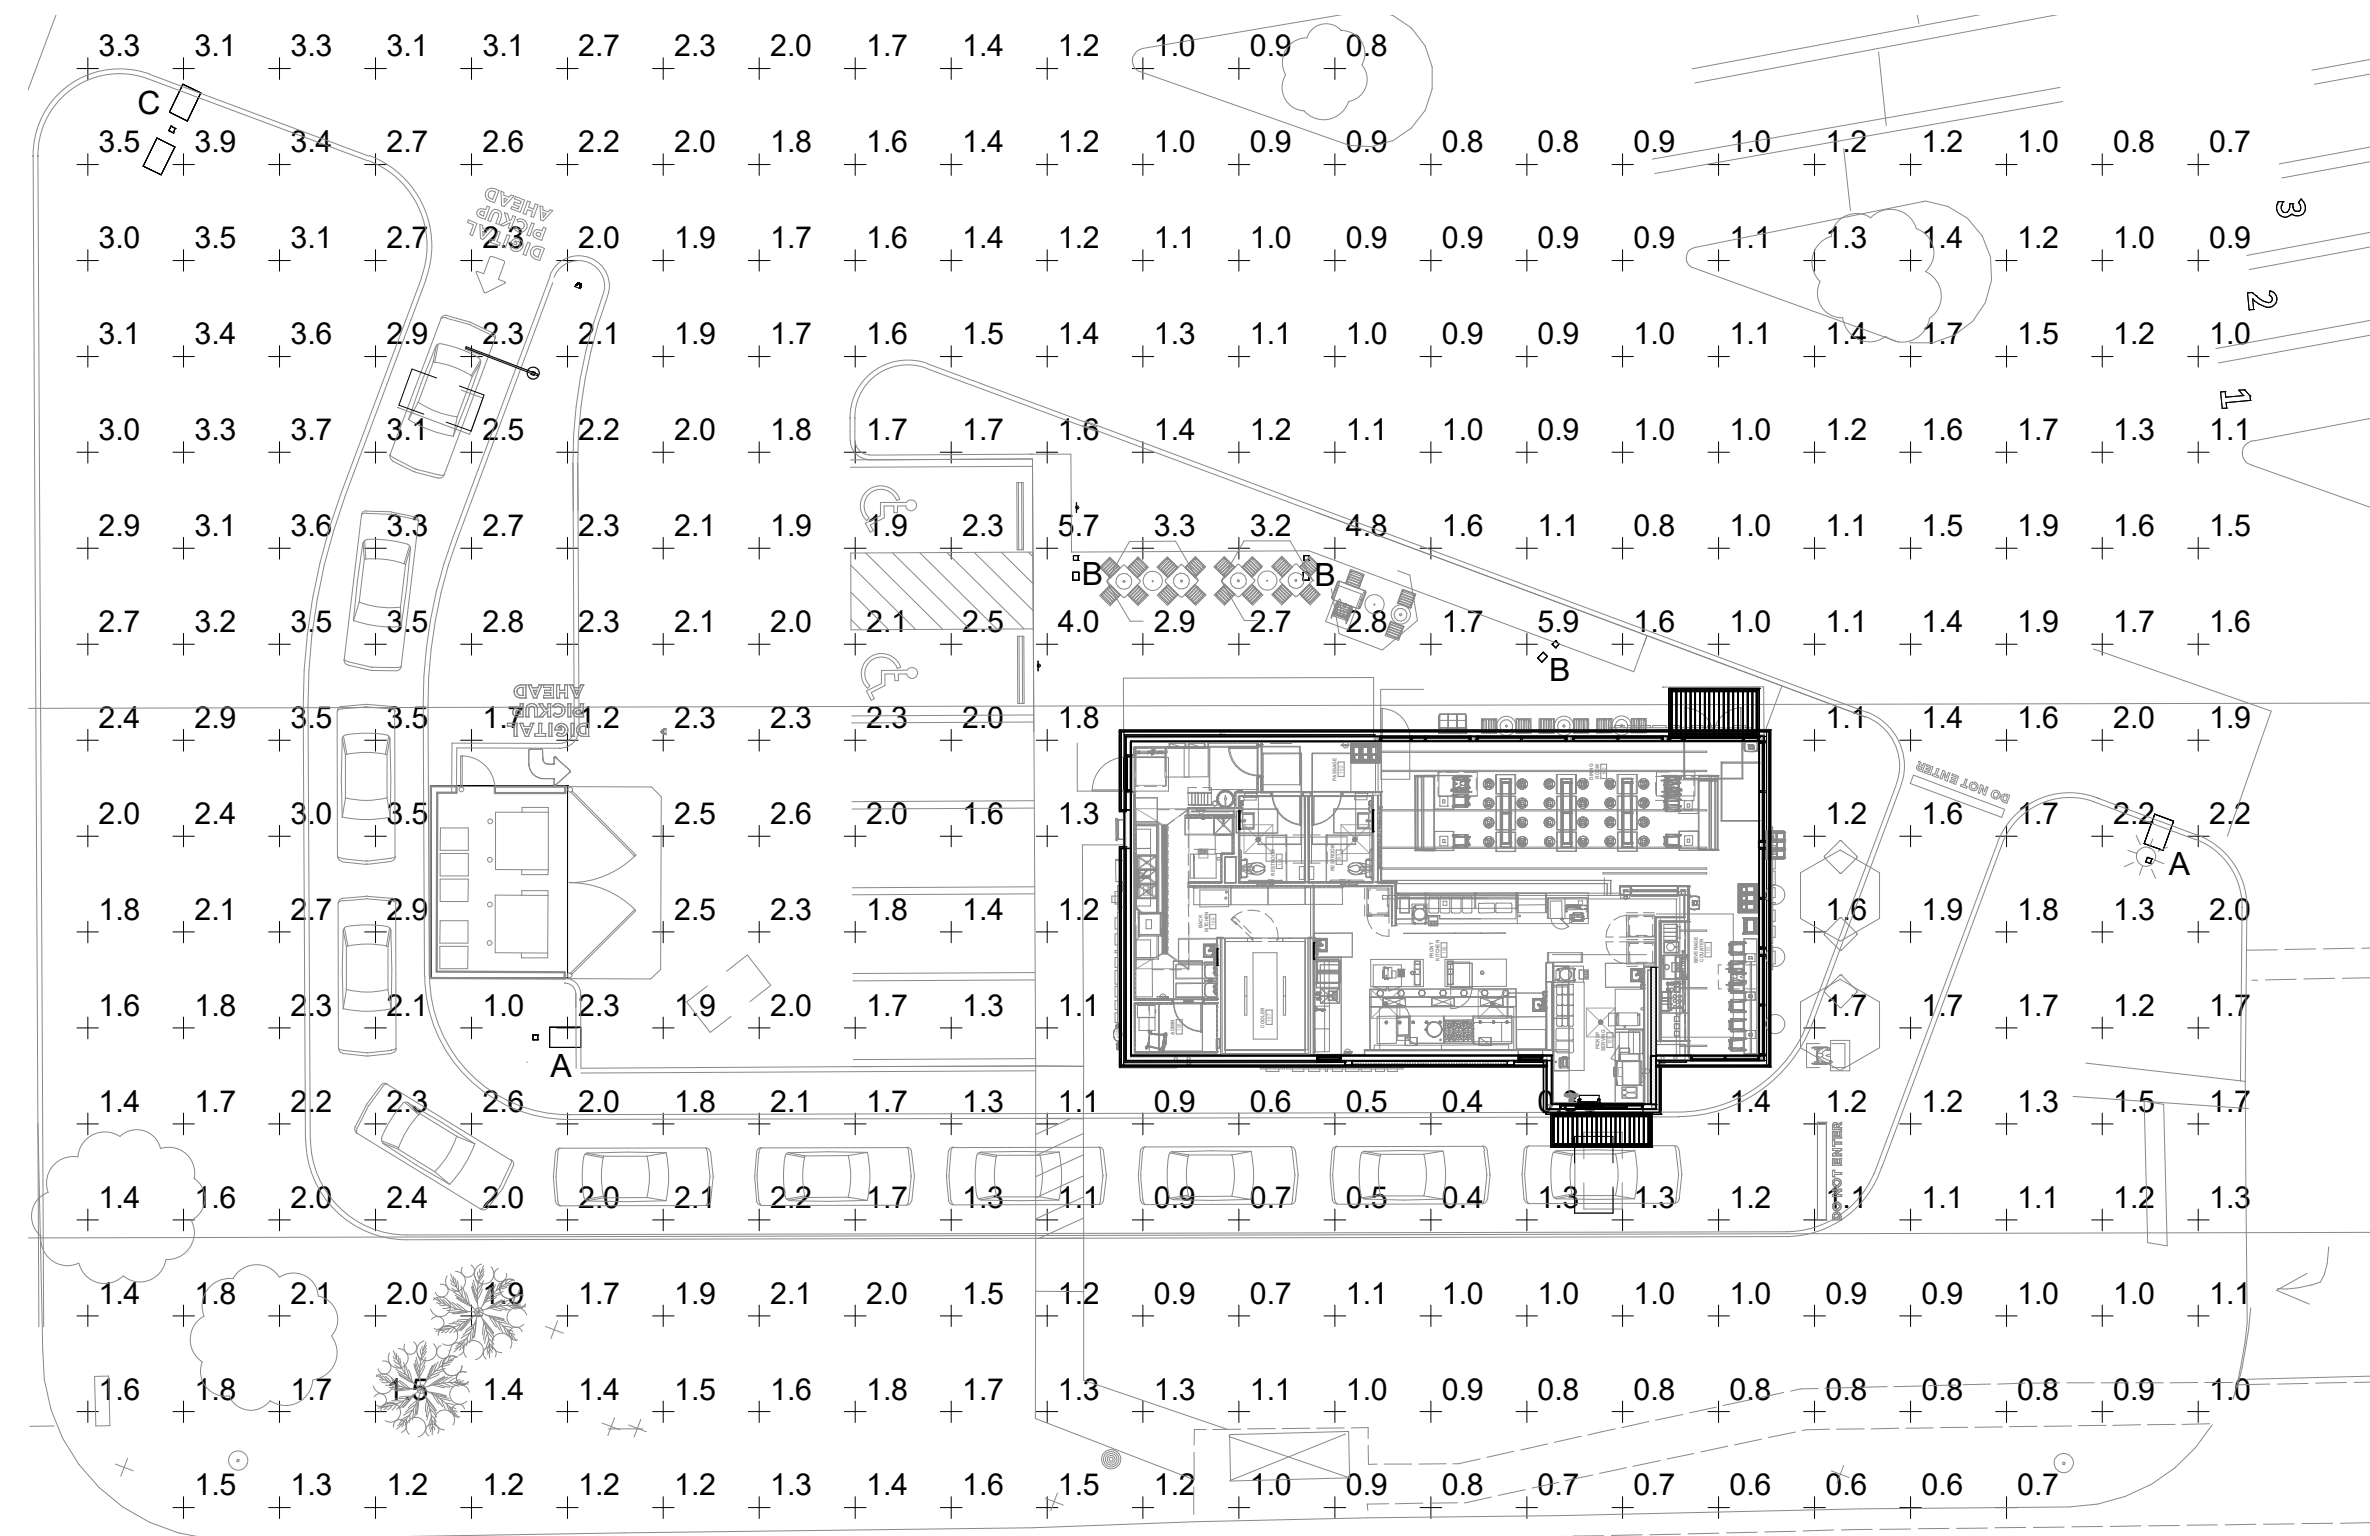 3.3 3.1 3.3 3.1 3.1 2.7 2.3 2.0 1.7 1.4 1.2 1.0 0.9 0.8
C
3.5 3.9 3.4 2.7 2.6 2.2 2.0 1.8 1.6 1.4 1.2 1.0 0.9 0.9 0.8 0.8 0.9 1.0 1.2 1.2 1.0 0.8 0.7
DIGITAL
PICKUP
AHEAD
3
3.0 3.5 3.1 2.7 2.3 2.0 1.9 1.7 1.6 1.4 1.2 1.1 1.0 0.9 0.9 0.9 0.9 1.1 1.3 1.4 1.2 1.0 0.9
2
3.1 3.4 3.6 2.9 2.3 2.1 1.9 1.7 1.6 1.5 1.4 1.3 1.1 1.0 0.9 0.9 1.0 1.1 1.4 1.7 1.5 1.2 1.0
1
3.0 3.3 3.7 3.1 2.5 2.2 2.0 1.8 1.7 1.7 1.6 1.4 1.2 1.1 1.0 0.9 1.0 1.0 1.2 1.6 1.7 1.3 1.1
2.9 3.1 3.6 3.3 2.7 2.3 2.1 1.9 1.9 2.3 5.7 3.3 3.2 4.8 1.6 1.1 0.8 1.0 1.1 1.5 1.9 1.6 1.5
B B
2.7 3.2 3.5 3.5 2.8 2.3 2.1 2.0 2.1 2.5 4.0 2.9 2.7 2.8 1.7 5.9 1.6 1.0 1.1 1.4 1.9 1.7 1.6
B
DIGITAL
PICKUP
AHEAD
2.4 2.9 3.5 3.5 1.7 1.2 2.3 2.3 2.3 2.0 1.8 1.1 1.4 1.6 2.0 1.9
DO NOT ENTER
2.0 2.4 3.0 3.5 2.5 2.6 2.0 1.6 1.3 1.2 1.6 1.7 2.2 2.2
A
1.8 2.1 2.7 2.9 2.5 2.3 1.8 1.4 1.2 1.6 1.9 1.8 1.3 2.0
1.6 1.8 2.3 2.1 1.0 2.3 1.9 2.0 1.7 1.3 1.1 1.7 1.7 1.7 1.2 1.7
A
1.4 1.7 2.2 2.3 2.6 2.0 1.8 2.1 1.7 1.3 1.1 0.9 0.6 0.5 0.4 1.4 1.2 1.2 1.3 1.5 1.7
DO NOT ENTER
1.4 1.6 2.0 2.4 2.0 2.0 2.1 2.2 1.7 1.3 1.1 0.9 0.7 0.5 0.4 1.3 1.3 1.2 1.1 1.1 1.1 1.2 1.3
1.4 1.8 2.1 2.0 1.9 1.7 1.9 2.1 2.0 1.5 1.2 0.9 0.7 1.1 1.0 1.0 1.0 1.0 0.9 0.9 1.0 1.0 1.1
1.6 1.8 1.7 1.5 1.4 1.4 1.5 1.6 1.8 1.7 1.3 1.3 1.1 1.0 0.9 0.8 0.8 0.8 0.8 0.8 0.8 0.9 1.0
1.5 1.3 1.2 1.2 1.2 1.2 1.3 1.4 1.6 1.5 1.2 1.0 0.9 0.8 0.7 0.7 0.6 0.6 0.6 0.7